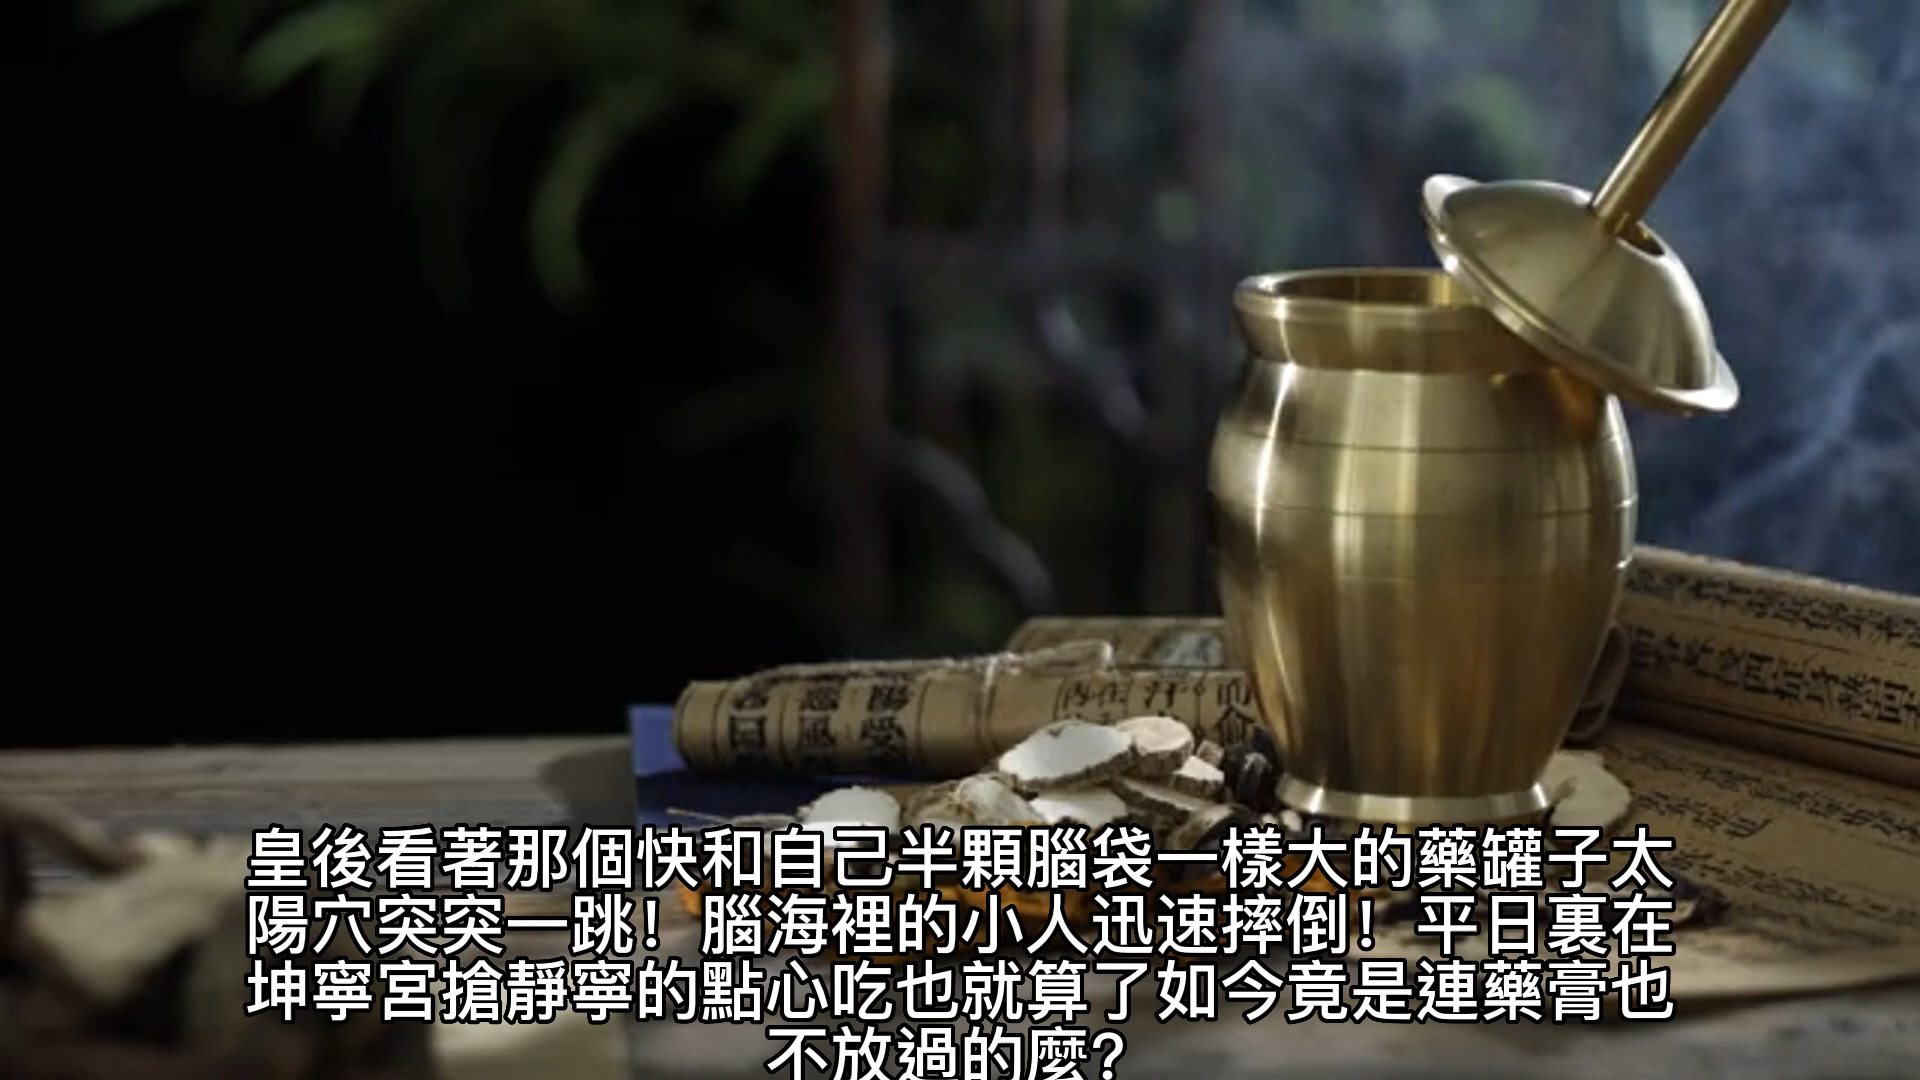 皇後看著那個快和自己半顆腦袋一樣大的藥罐子太
陽穴突突一跳！腦海裡的小人迅速摔倒！平日裏在
坤寧宮搶靜寧的點心吃也就算了如今竟是連藥膏也
不放過的麼？